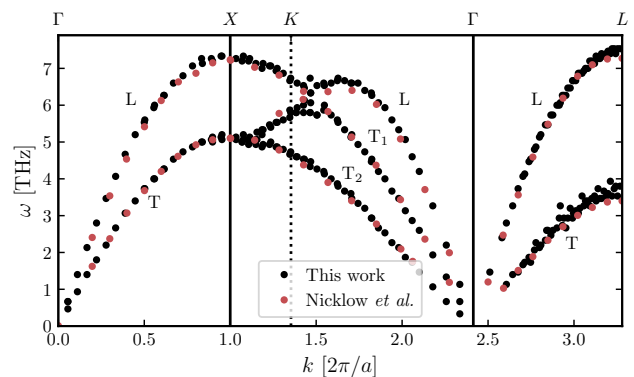 Γ X K Γ L
7
6
5
4
3
2
1
0
ω [THz]
L
T
L
T₁
T₂
L
T
This work
Nicklow et al.
0.0 0.5 1.0 1.5 2.0 2.5 3.0
k [2π/a]